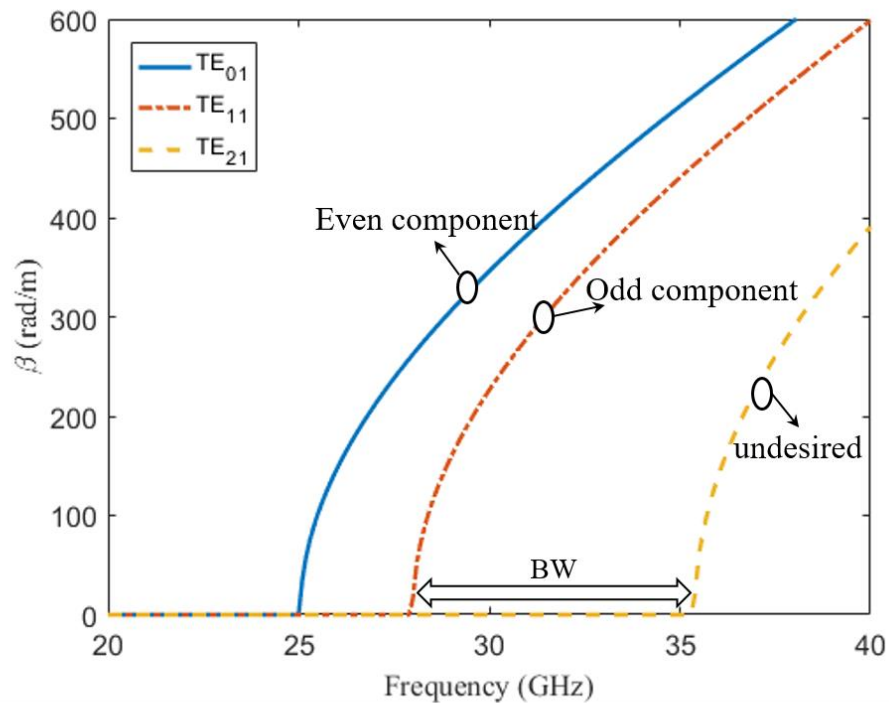 600
500
400
300
200
100
0
TE01
TE11
TE21
Even component
Odd component
undesired
BW
20
25
30
35
40
β (rad/m)
Frequency (GHz)